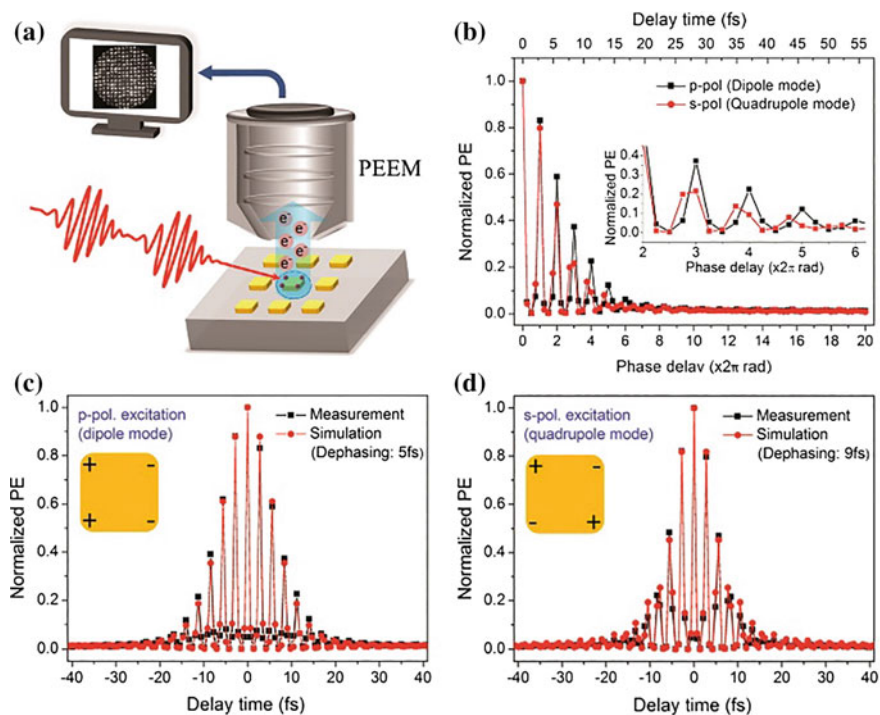 (a)
PEEM
e⁻
e⁻
e⁻
e⁻
e⁻
e⁻
(b)
Delay time (fs)
0 5 10 15 20 25 30 35 40 45 50 55
p-pol (Dipole mode)
s-pol (Quadrupole mode)
Normalized PE
1.0
0.8
0.6
0.4
0.2
0.0
Normalized PE
0.4
0.3
0.2
0.1
0.0
2 3 4 5 6
Phase delay (x2π rad)
0 2 4 6 8 10 12 14 16 18 20
Phase delay (x2π rad)
(c)
p-pol. excitation
(dipole mode)
+ -
+ -
Measurement
Simulation
(Dephasing: 5fs)
Normalized PE
1.0
0.8
0.6
0.4
0.2
0.0
-40 -30 -20 -10 0 10 20 30 40
Delay time (fs)
(d)
s-pol. excitation
(quadrupole mode)
+ -
- +
Measurement
Simulation
(Dephasing: 9fs)
Normalized PE
1.0
0.8
0.6
0.4
0.2
0.0
-40 -30 -20 -10 0 10 20 30 40
Delay time (fs)